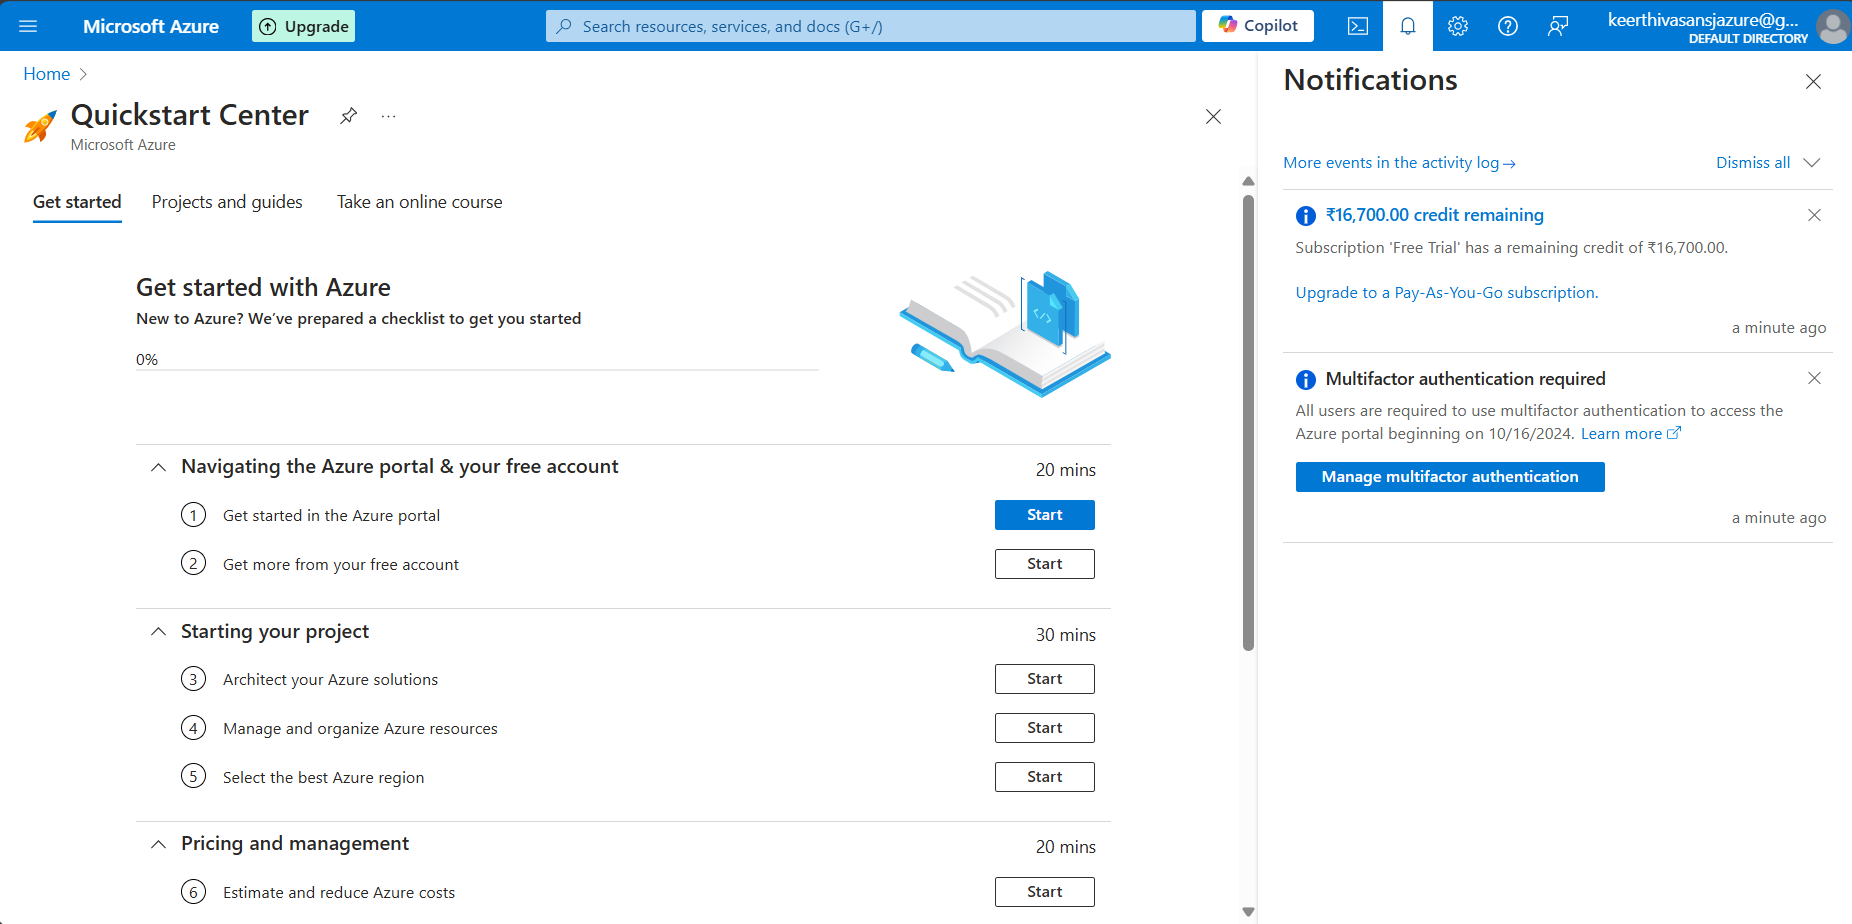 Microsoft Azure
Upgrade
Search resources, services, and docs (G+/)
Copilot
keerthivasansjazure@g...
DEFAULT DIRECTORY
Home
Quickstart Center
...
Microsoft Azure
Get started
Projects and guides
Take an online course
Get started with Azure
New to Azure? We’ve prepared a checklist to get you started
0%
Navigating the Azure portal & your free account
20 mins
1 Get started in the Azure portal
Start
2 Get more from your free account
Start
Starting your project
30 mins
3 Architect your Azure solutions
Start
4 Manage and organize Azure resources
Start
5 Select the best Azure region
Start
Pricing and management
20 mins
6 Estimate and reduce Azure costs
Start
Notifications
More events in the activity log→
Dismiss all
₹16,700.00 credit remaining
Subscription 'Free Trial' has a remaining credit of ₹16,700.00.
Upgrade to a Pay-As-You-Go subscription.
a minute ago
Multifactor authentication required
All users are required to use multifactor authentication to access the
Azure portal beginning on 10/16/2024. Learn more
Manage multifactor authentication
a minute ago